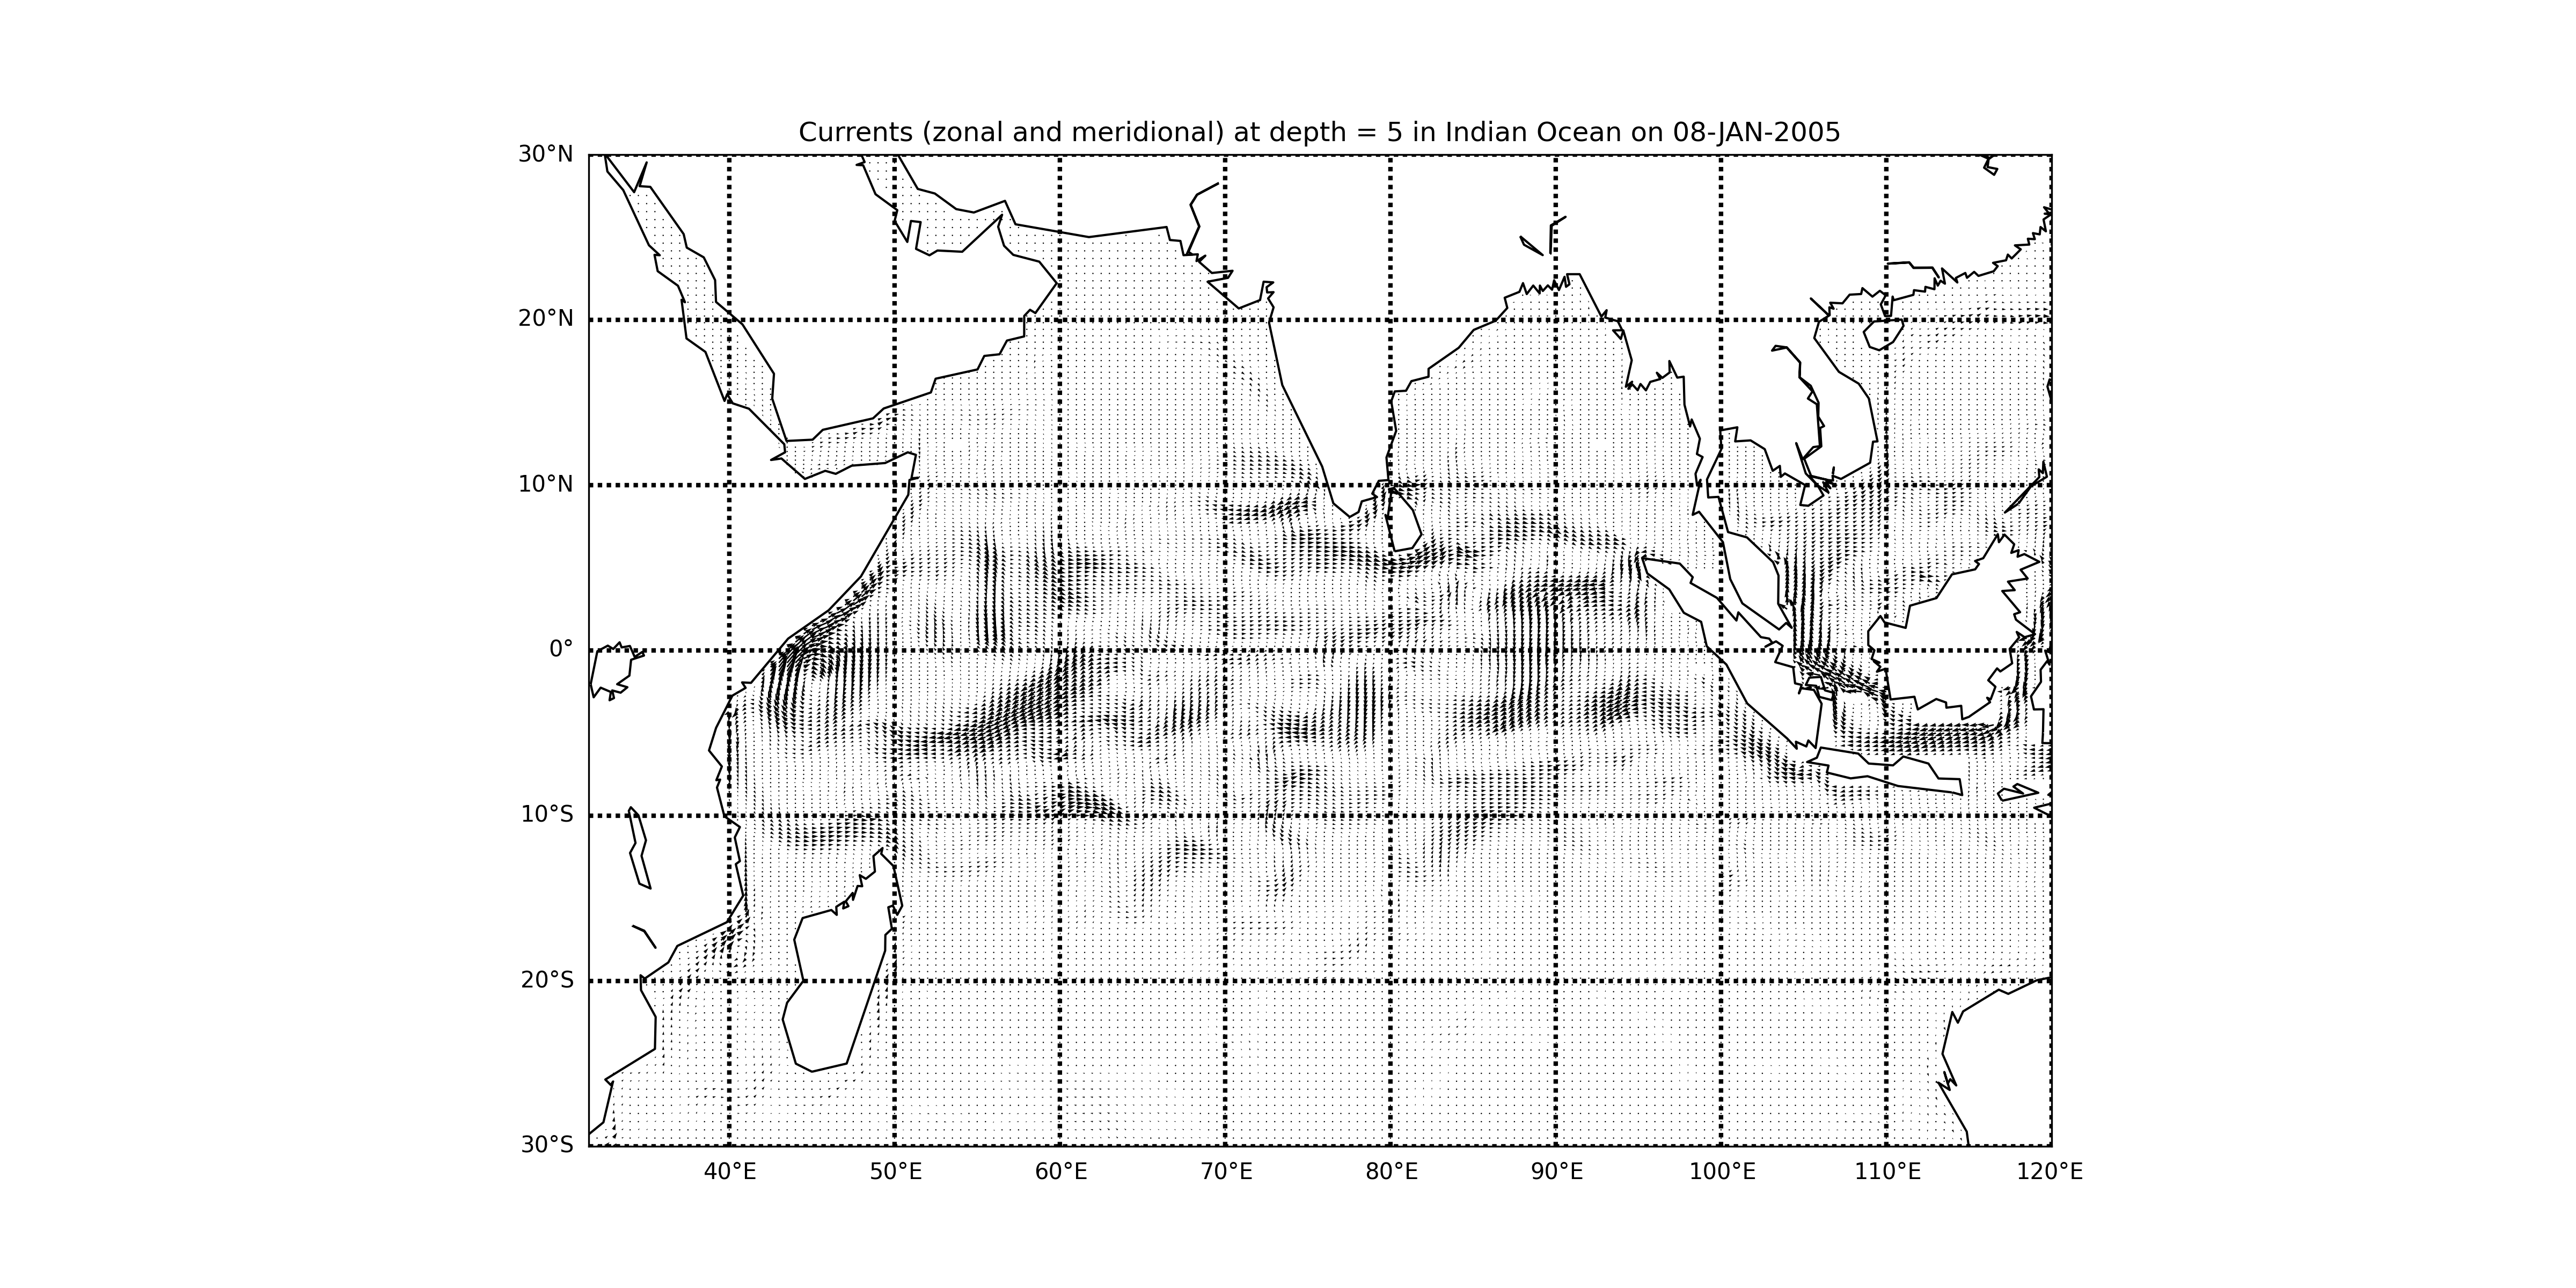 Currents (zonal and meridional) at depth = 5 in Indian Ocean on 08-JAN-2005
30°N
20°N
10°N
0°
10°S
20°S
30°S
40°E 50°E 60°E 70°E 80°E 90°E 100°E 110°E 120°E